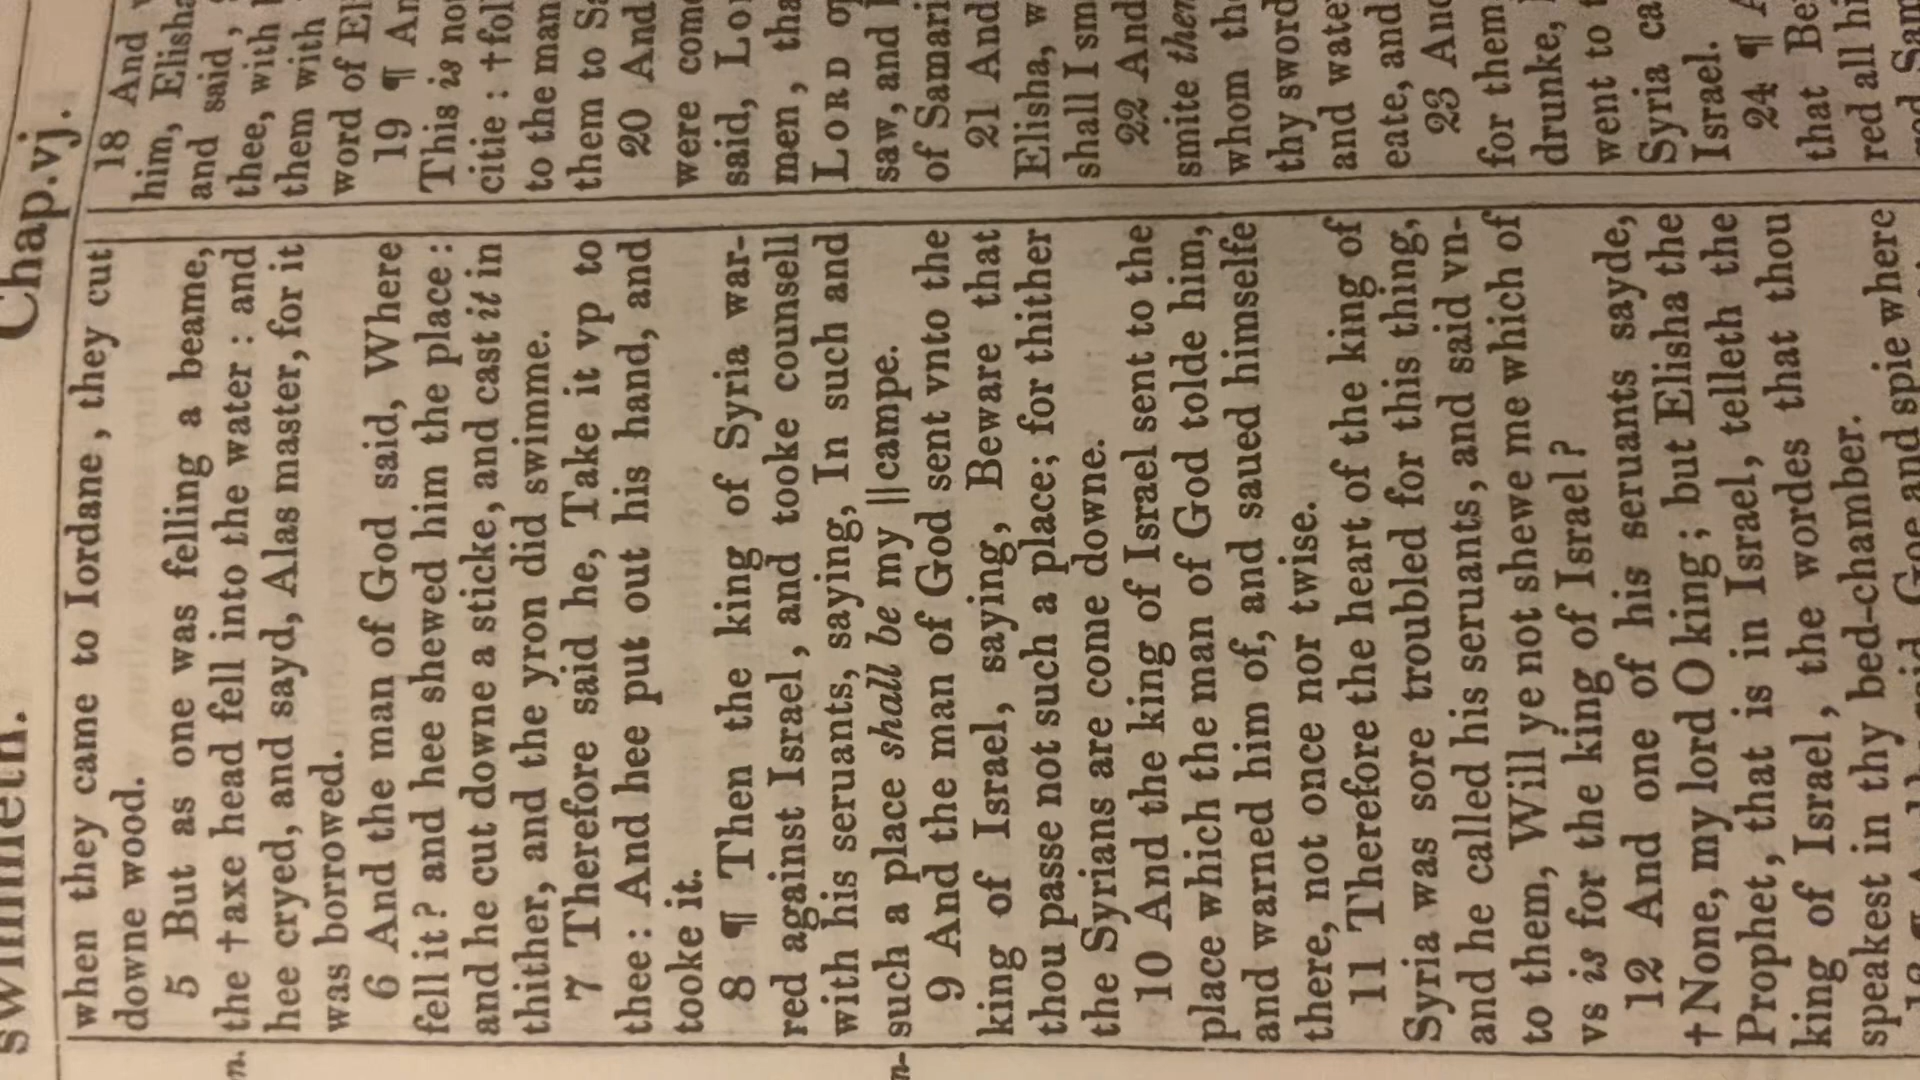 swimmeth.
Chap.vj.
when they came to Iordane, they cut
downe wood.
5 But as one was felling a beame,
the †axe head fell into the water : and
hee cryed, and sayd, Alas master, for it
was borrowed.
6 And the man of God said, Where
fell it? and hee shewed him the place :
and he cut downe a sticke, and cast it in
thither, and the yron did swimme.
7 Therefore said he, Take it vp to
thee: And hee put out his hand, and
tooke it.
8 ¶ Then the king of Syria war-
red against Israel, and tooke counsell
with his seruants, saying, In such and
such a place shall be my ||campe.
9 And the man of God sent vnto the
king of Israel, saying, Beware that
thou passe not such a place; for thither
the Syrians are come downe.
10 And the king of Israel sent to the
place which the man of God tolde him,
and warned him of, and saued himselfe
there, not once nor twise.
11 Therefore the heart of the king of
Syria was sore troubled for this thing,
and he called his seruants, and said vn-
to them, Will ye not shewe me which of
vs is for the king of Israel?
12 And one of his seruants sayde,
†None, my lord O king; but Elisha the
Prophet, that is in Israel, telleth the
king of Israel, the wordes that thou
speakest in thy bed-chamber.
Goe and spie where
18 And
him, Elisha
and said,
thee, with
them with
word of
19 ¶
This is
citie : †
to the man
them to
20 And
were
said,
men,
LORD
saw, and
of
21 And
Elisha,
shall I
22 And
smite
whom
thy sword
and
eate, and
23
for them
drunke,
went to
Syria
Israel.
24 ¶
that
red all